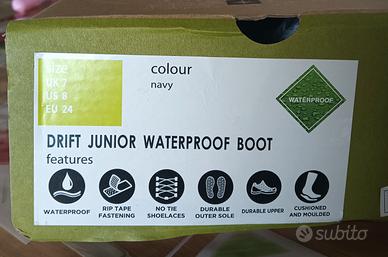 size
UK 7
US 8
EU 24
colour
navy
WATERPROOF
DRIFT JUNIOR WATERPROOF BOOT
features
WATERPROOF
RIP TAPE
FASTENING
NO TIE
SHOELACES
DURABLE
OUTER SOLE
DURABLE UPPER
CUSHIONED
AND MOULDED
subito